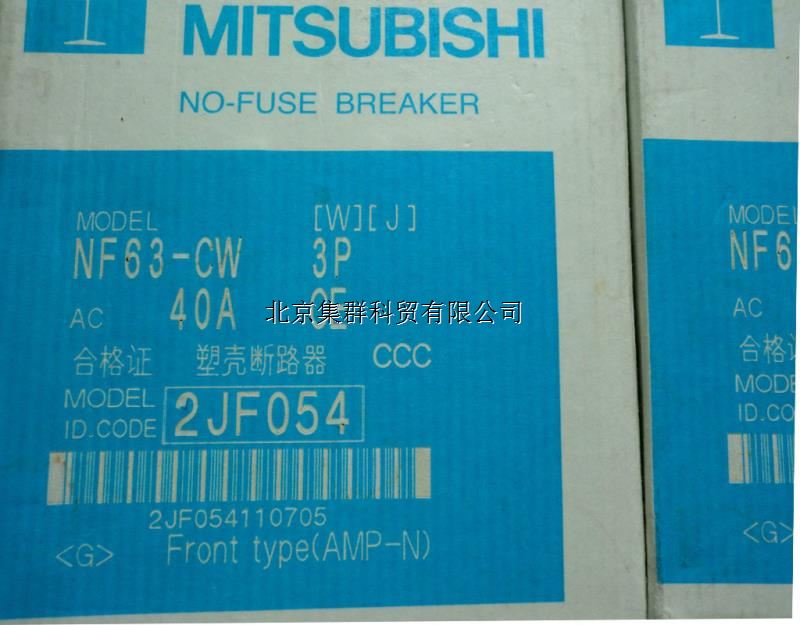 MITSUBISHI
NO-FUSE BREAKER
MODEL [W][J]
NF63-CW 3P
AC 40A CE
北京集群科贸有限公司
合格证 塑壳断路器 CCC
MODEL
ID.CODE 2JF054
2JF054110705
<G> Front type(AMP-N)
MODEL
NF6
AC
合格
MODE
ID.CO
<G>